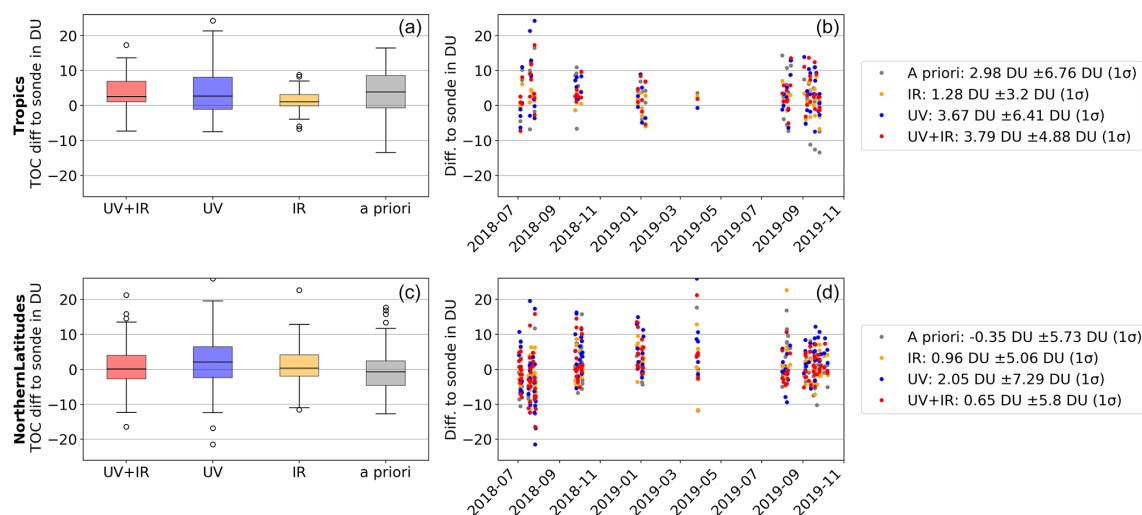 Tropics
TOC diff to sonde in DU
20
10
0
−10
−20
UV+IR UV IR a priori
(a)
Diff. to sonde in DU
20
10
0
−10
−20
2018-07 2018-09 2018-11 2019-01 2019-03 2019-05 2019-07 2019-09 2019-11
(b)
A priori: 2.98 DU ±6.76 DU (1σ)
IR: 1.28 DU ±3.2 DU (1σ)
UV: 3.67 DU ±6.41 DU (1σ)
UV+IR: 3.79 DU ±4.88 DU (1σ)
NorthernLatitudes
TOC diff to sonde in DU
20
10
0
−10
−20
UV+IR UV IR a priori
(c)
Diff. to sonde in DU
20
10
0
−10
−20
2018-07 2018-09 2018-11 2019-01 2019-03 2019-05 2019-07 2019-09 2019-11
(d)
A priori: -0.35 DU ±5.73 DU (1σ)
IR: 0.96 DU ±5.06 DU (1σ)
UV: 2.05 DU ±7.29 DU (1σ)
UV+IR: 0.65 DU ±5.8 DU (1σ)